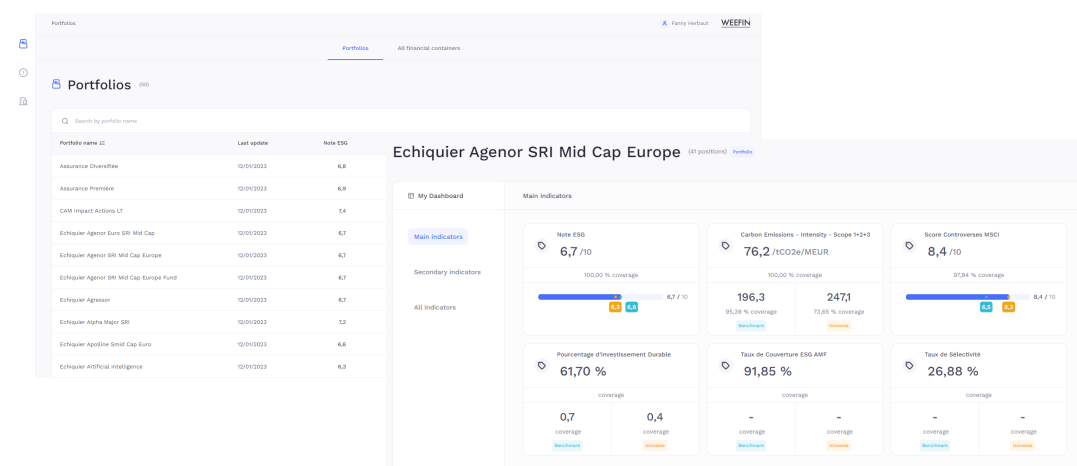 Portfolios
Fanny Herbaut
WEEFIN
Portfolios
All financial containers
Portfolios (50)
Search by porfolio name
Portfolio name
Last update
Note ESG
Assurance Diversifiée
12/01/2023
6,8
Assurance Première
12/01/2023
6,9
CAM Impact Actions LT
12/01/2023
7,4
Echiquier Agenor Euro SRI Mid Cap
12/01/2023
6,7
Echiquier Agenor SRI Mid Cap Europe
12/01/2023
6,7
Echiquier Agenor SRI Mid Cap Europe Fund
12/01/2023
6,7
Echiquier Agressor
12/01/2023
6,7
Echiquier Alpha Major SRI
12/01/2023
7,2
Echiquier Apolline Smid Cap Euro
12/01/2023
6,6
Echiquier Artificial Intelligence
12/01/2023
6,3
Echiquier Agenor SRI Mid Cap Europe (41 positions) Portfolio
My Dashboard
Main indicators
Main indicators
Secondary indicators
All indicators
Note ESG
6,7 /10
100,00 % coverage
6,7 / 10
6,3 6,6
Carbon Emissions - Intensity - Scope 1+2+3
76,2 /tCO2e/MEUR
100,00 % coverage
196,3
95,39 % coverage
Benchmark
247,1
73,65 % coverage
Universe
Score Controverses MSCI
8,4 /10
97,94 % coverage
8,4 / 10
6,5
Pourcentage d'Investissement Durable
61,70 %
coverage
0,7
coverage
Benchmark
0,4
coverage
Universe
Taux de Couverture ESG AMF
91,85 %
coverage
-
coverage
Benchmark
-
coverage
Universe
Taux de Sélectivité
26,88 %
coverage
-
coverage
Benchmark
-
coverage
Universe